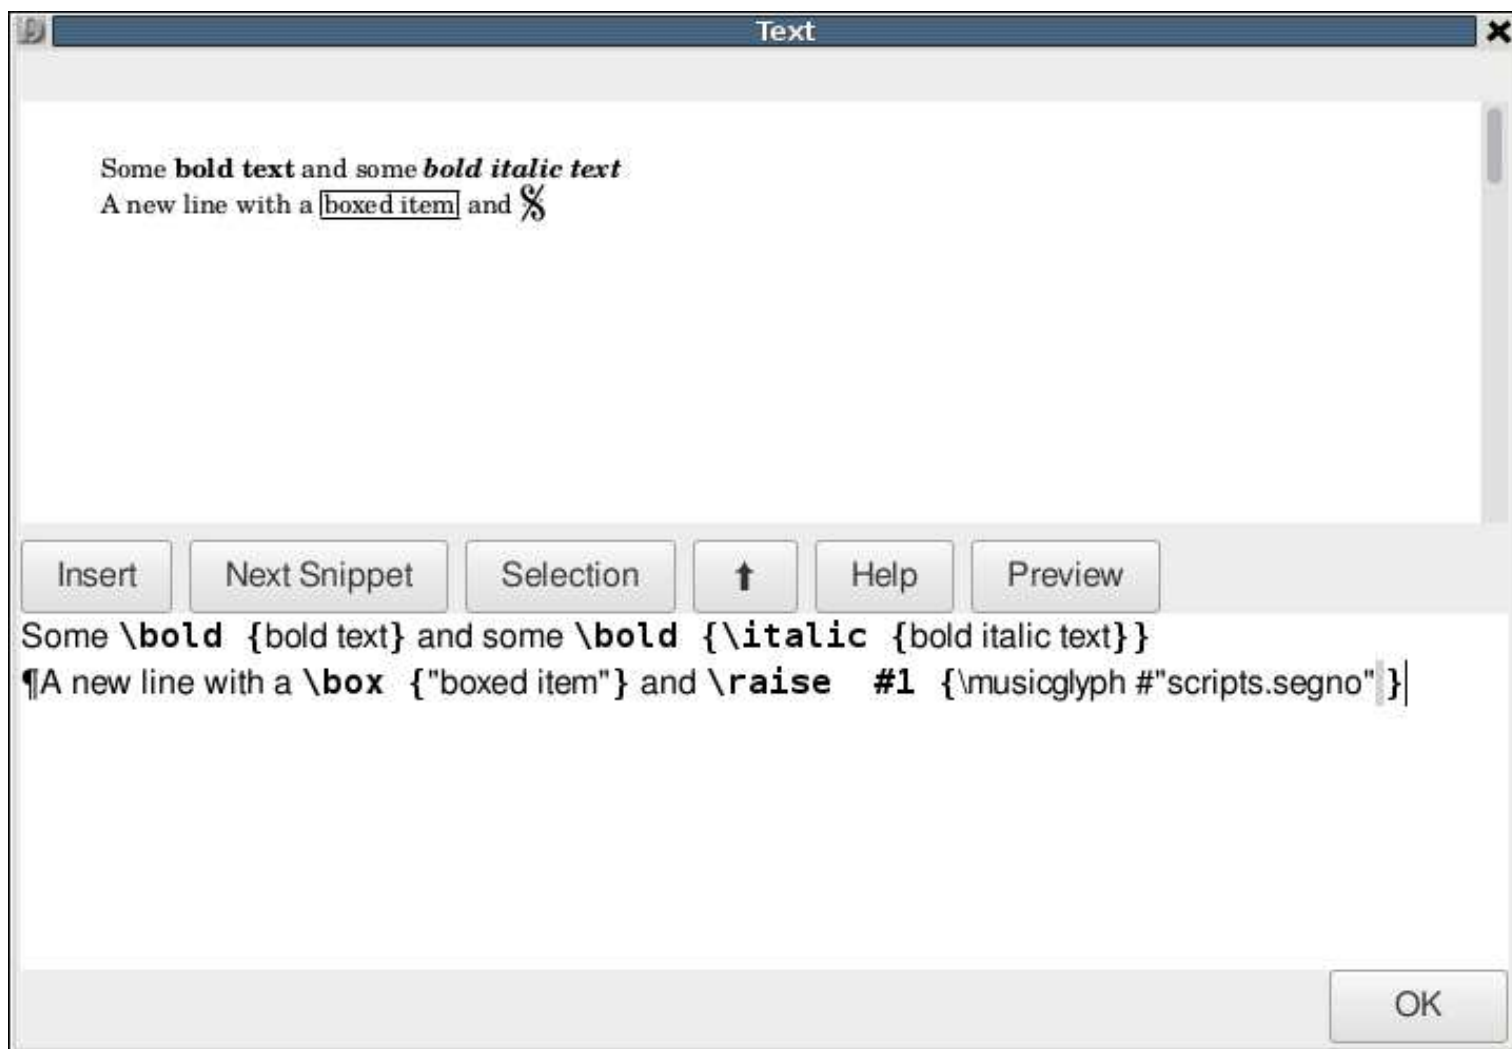 Text
Some bold text and some bold italic text
A new line with a boxed item and 𝄋
Insert Next Snippet Selection ⬆ Help Preview
Some \bold {bold text} and some \bold {\italic {bold italic text}}
¶A new line with a \box {"boxed item"} and \raise #1 {\musicglyph #"scripts.segno" }
OK